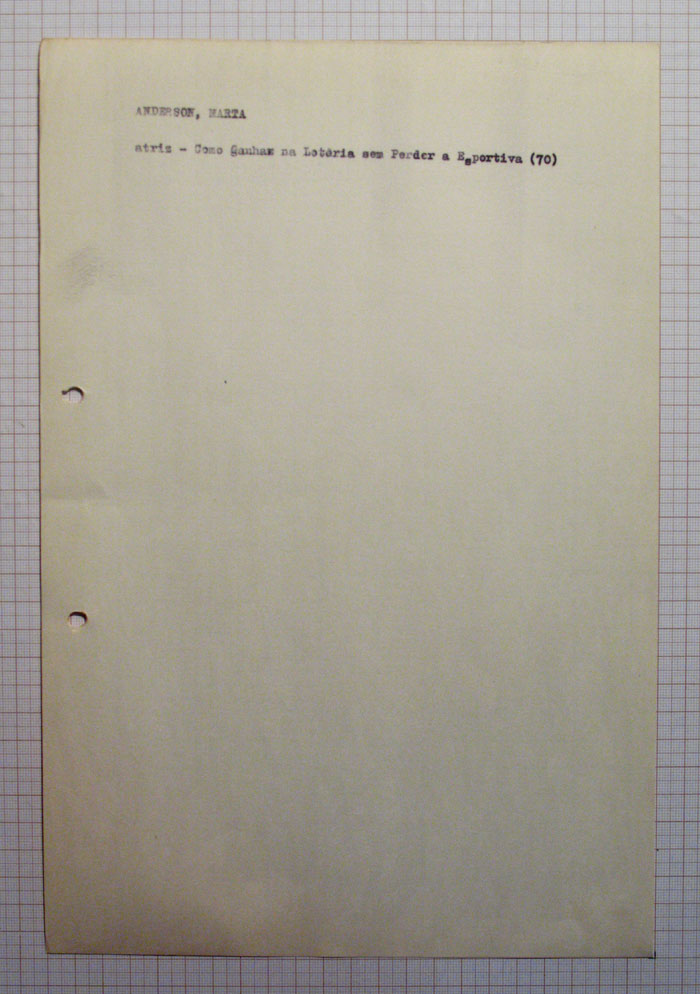 ANDERSON, MARTA
atriz - Como Ganhar na Loteria sem Perder a Esportiva (70)